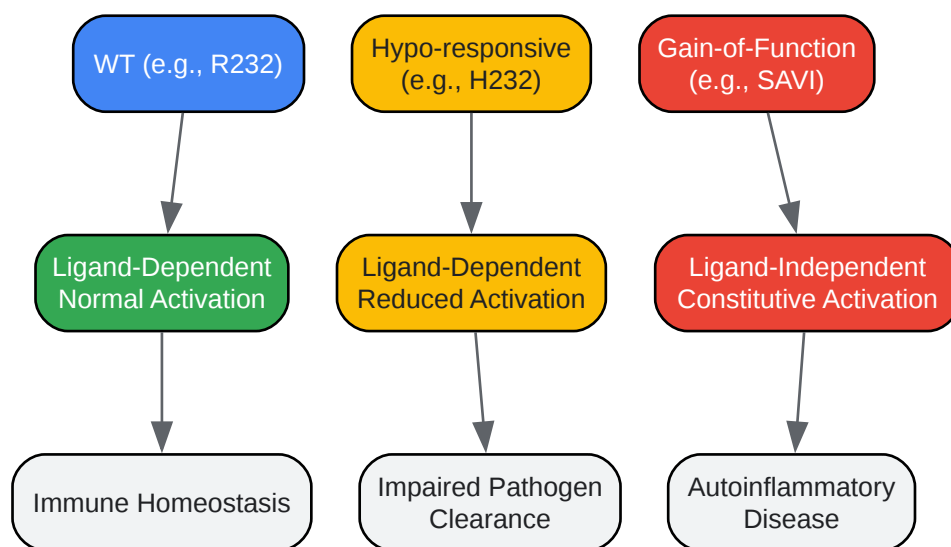 WT (e.g., R232)
Hypo-responsive
(e.g., H232)
Gain-of-Function
(e.g., SAVI)
Ligand-Dependent
Normal Activation
Ligand-Dependent
Reduced Activation
Ligand-Independent
Constitutive Activation
Immune Homeostasis
Impaired Pathogen
Clearance
Autoinflammatory
Disease